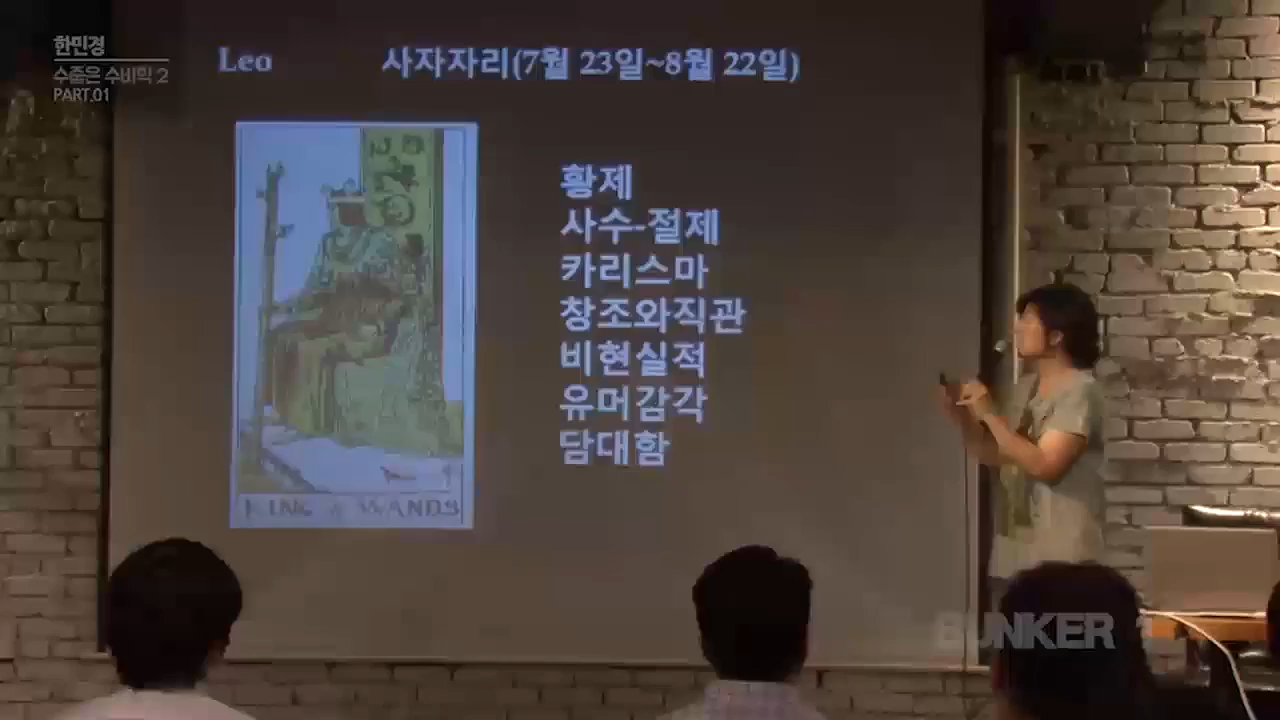 한민경
수줄은 수비학 2
PART.01
Leo 사자자리(7월 23일~8월 22일)
황제
사수-절제
카리스마
창조와직관
비현실적
유머감각
담대함
KING of WANDS
BUNKER 1